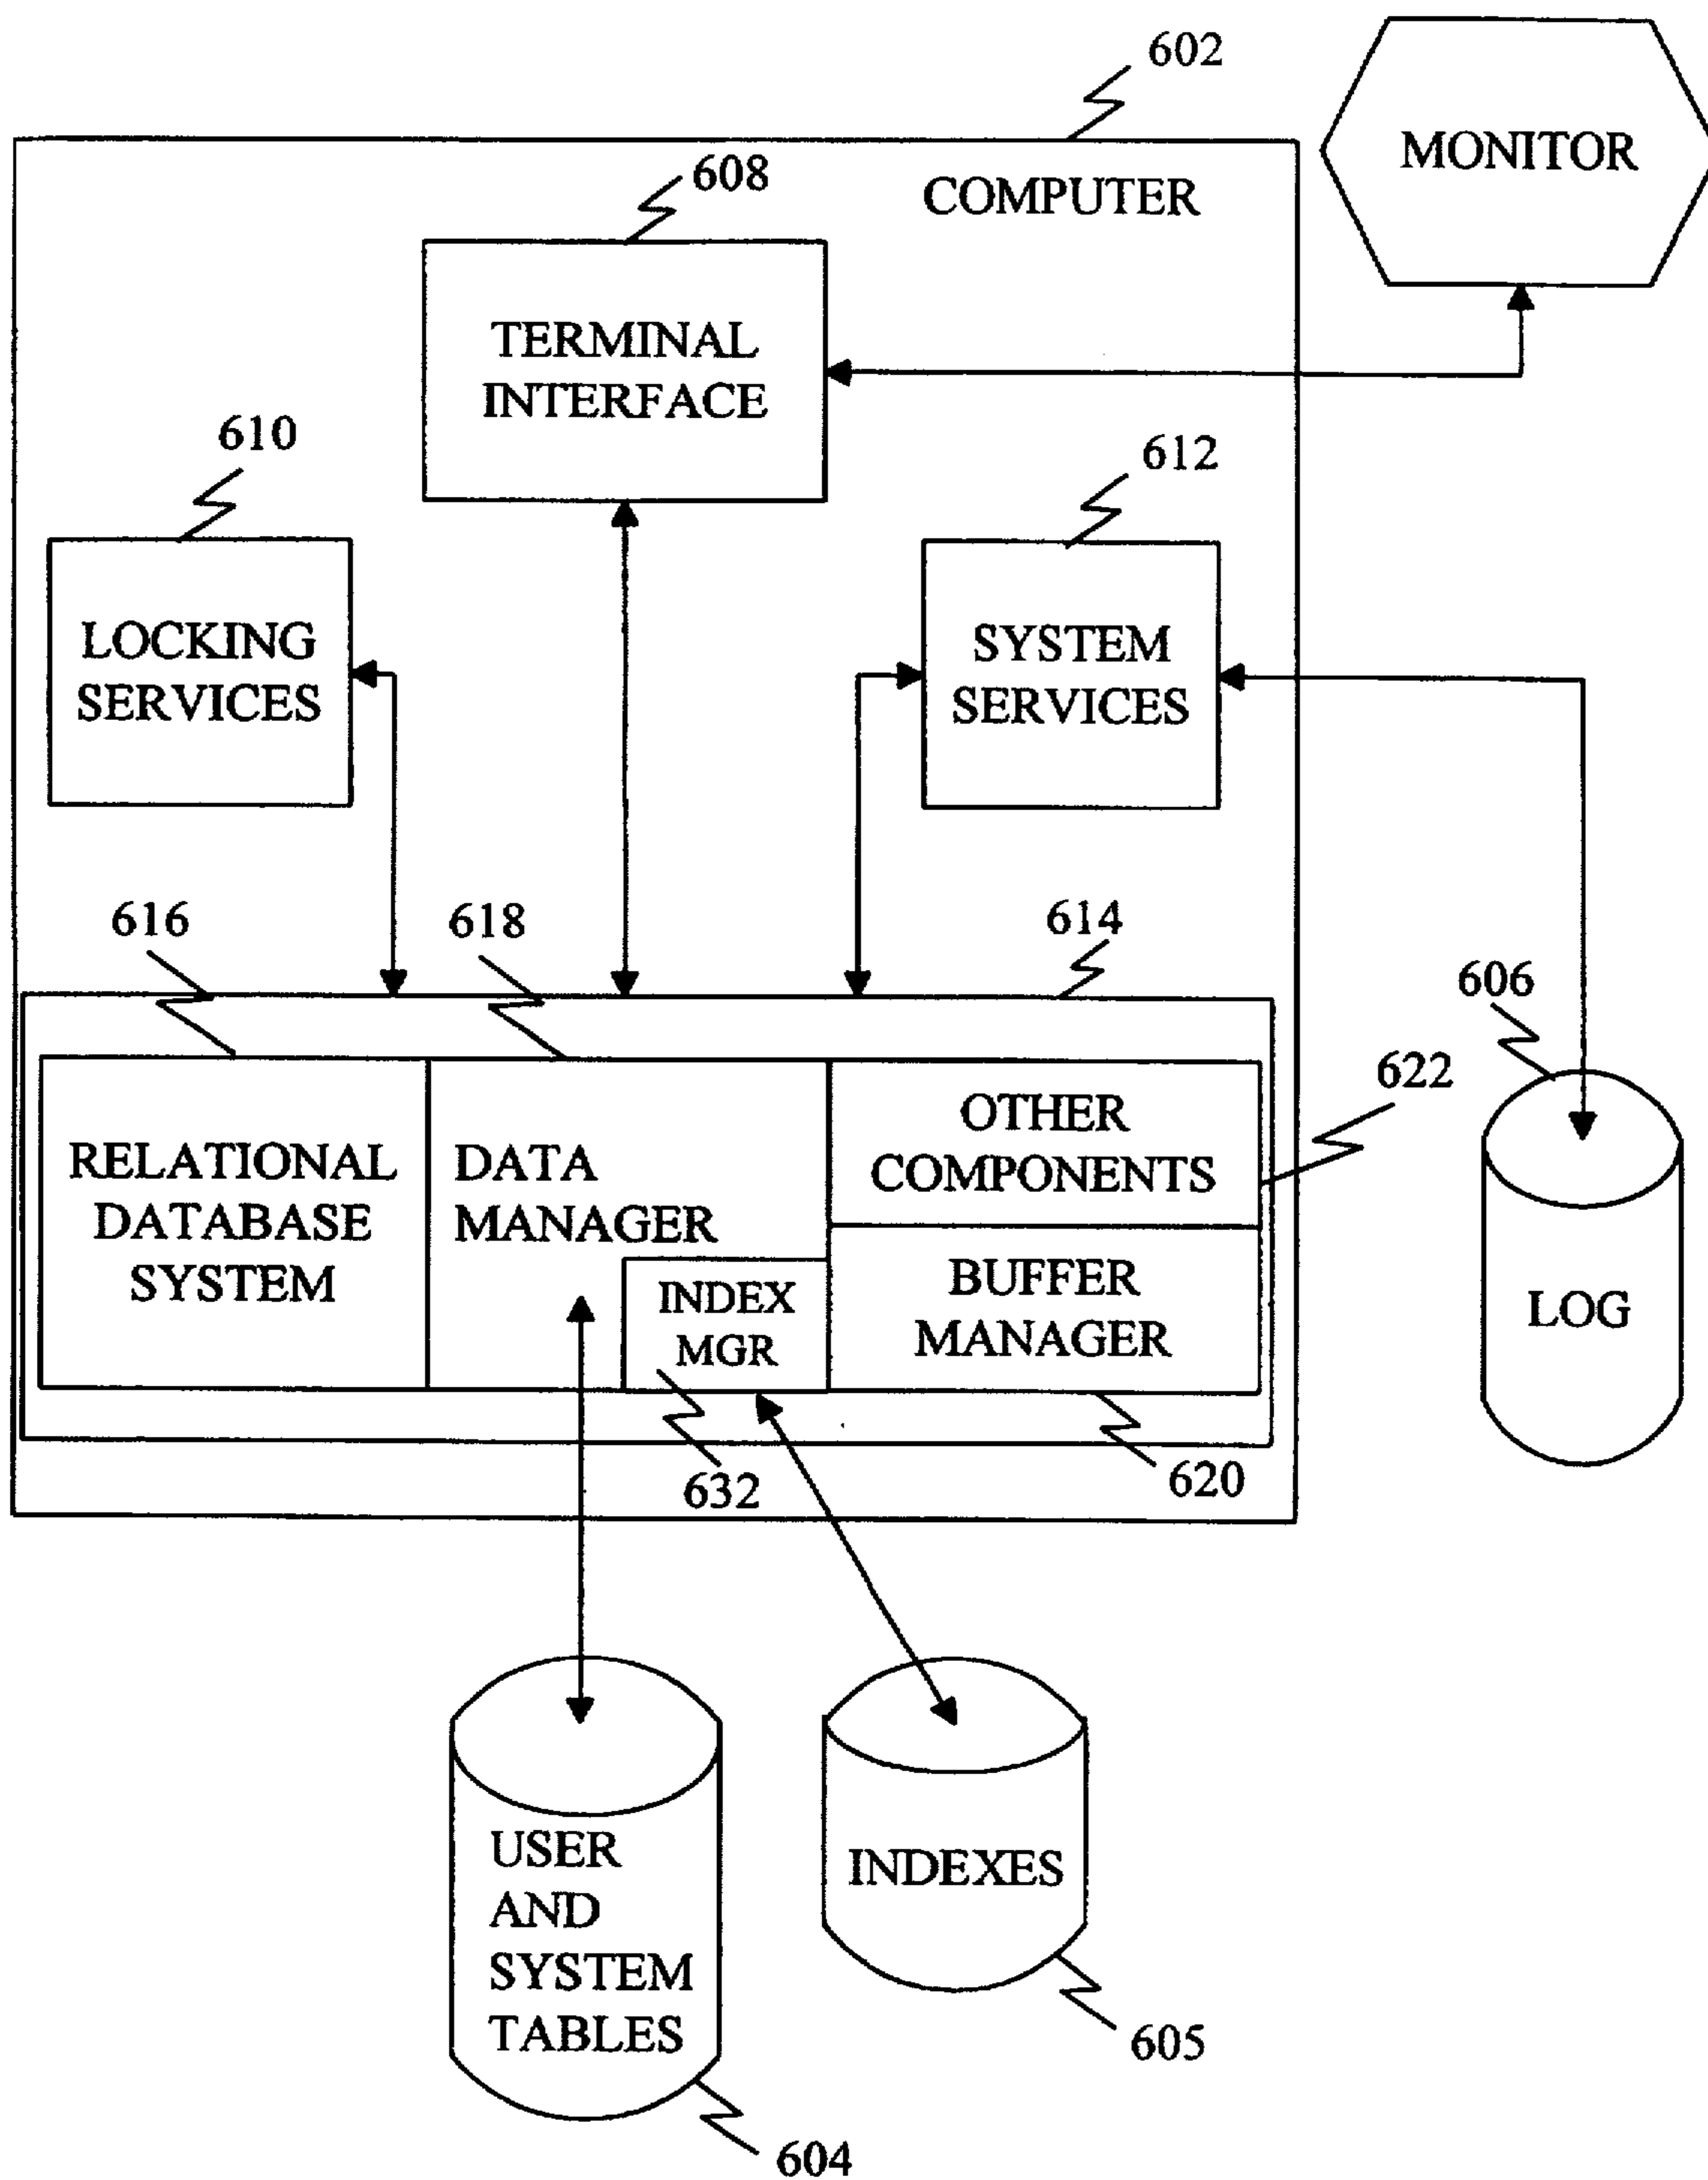 602
MONITOR
COMPUTER
608
TERMINAL
INTERFACE
610
612
LOCKING
SERVICES
SYSTEM
SERVICES
616
618
614
606
622
RELATIONAL
DATABASE
SYSTEM
DATA
MANAGER
INDEX
MGR
OTHER
COMPONENTS
BUFFER
MANAGER
LOG
632
620
USER
AND
SYSTEM
TABLES
INDEXES
605
604